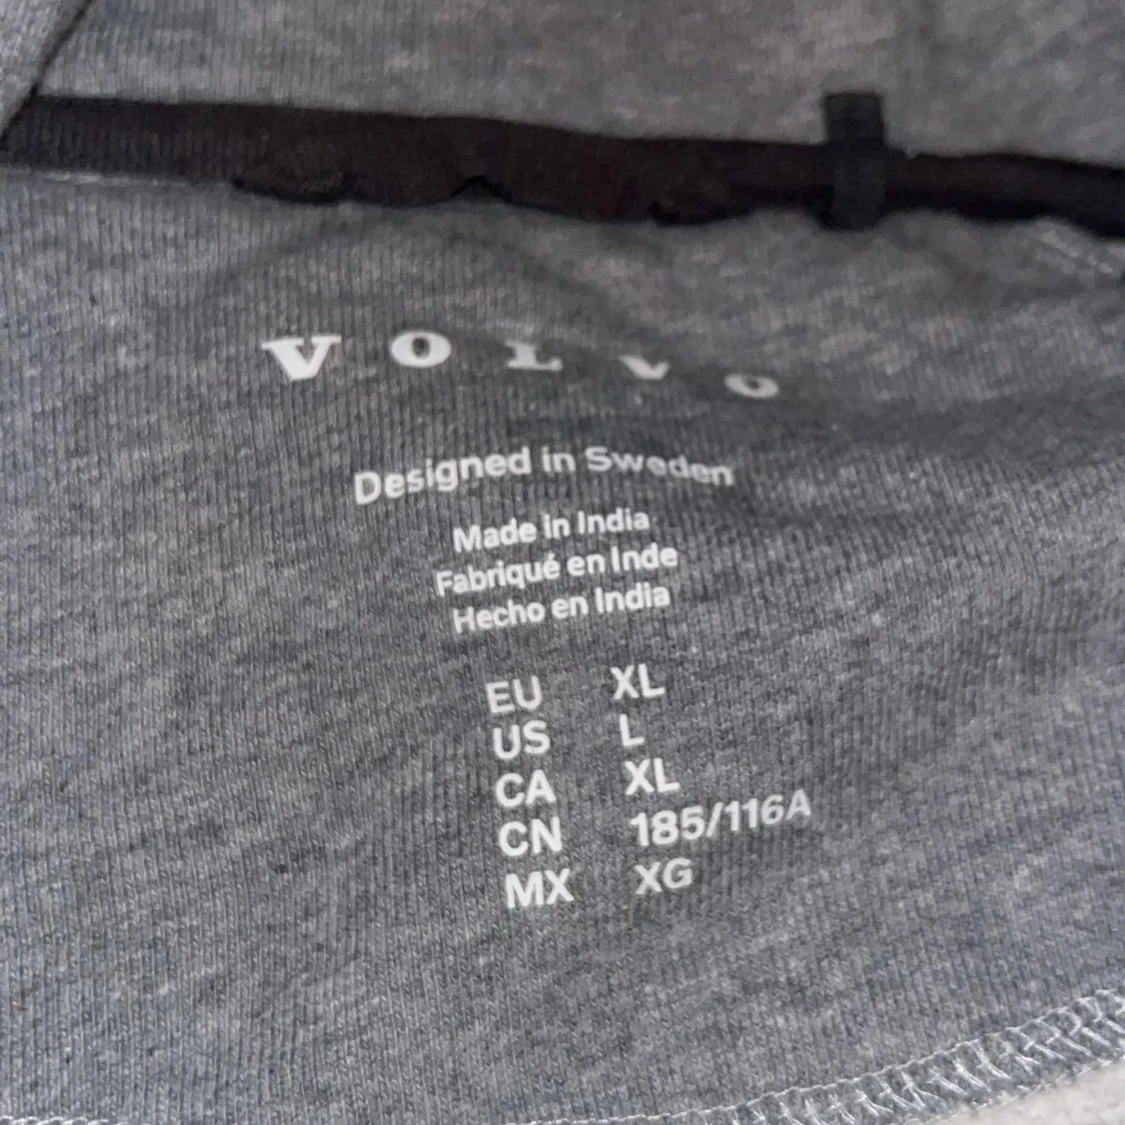 VOLVO
Designed in Sweden
Made in India
Fabriqué en Inde
Hecho en India
EU XL
US L
CA XL
CN 185/116A
MX XG